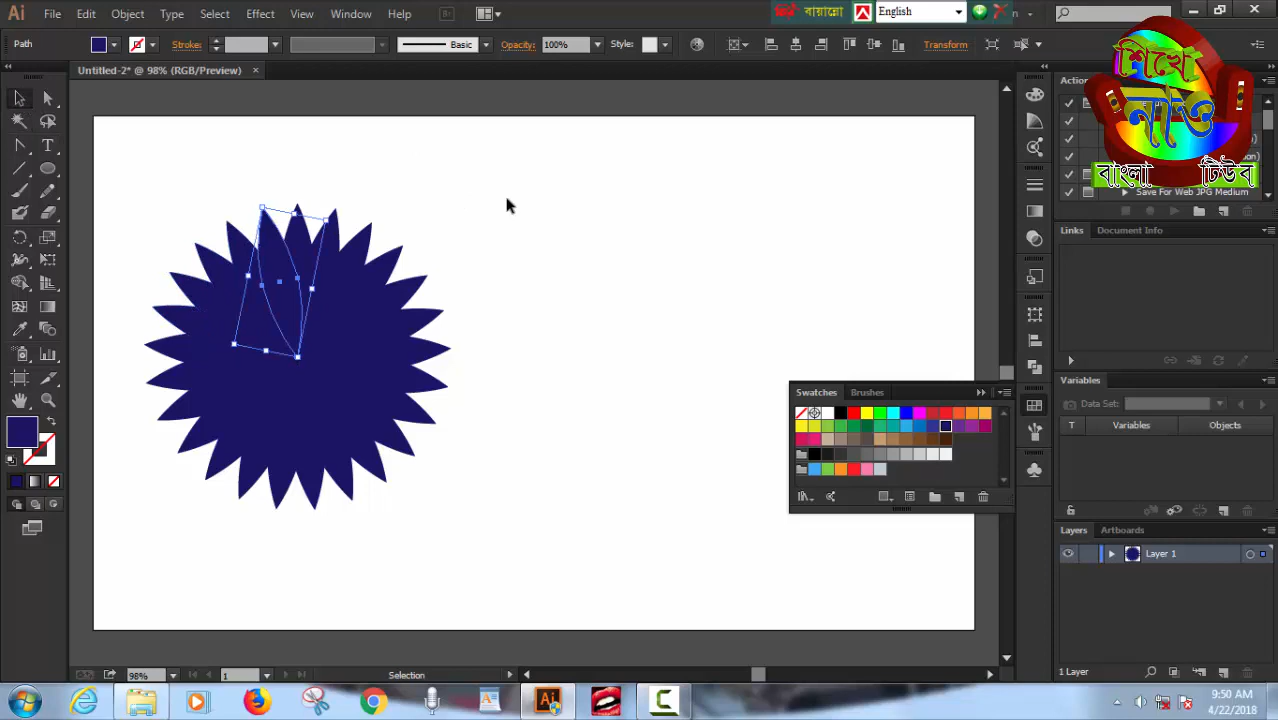 Ai File Edit Object Type Select Effect View Window Help Br
বায়ান্নো English
Path Stroke: Basic Opacity: 100% Style: Transform
Untitled-2* @ 98% (RGB/Preview) ×
শিখে
নাও
বাংলা টিউব
Actio
Save For Web JPG Medium
Links Document Info
Variables
Data Set:
T Variables Objects
Swatches Brushes
Layers Artboards
Layer 1
1 Layer
98% 1 Selection
9:50 AM
4/22/2018